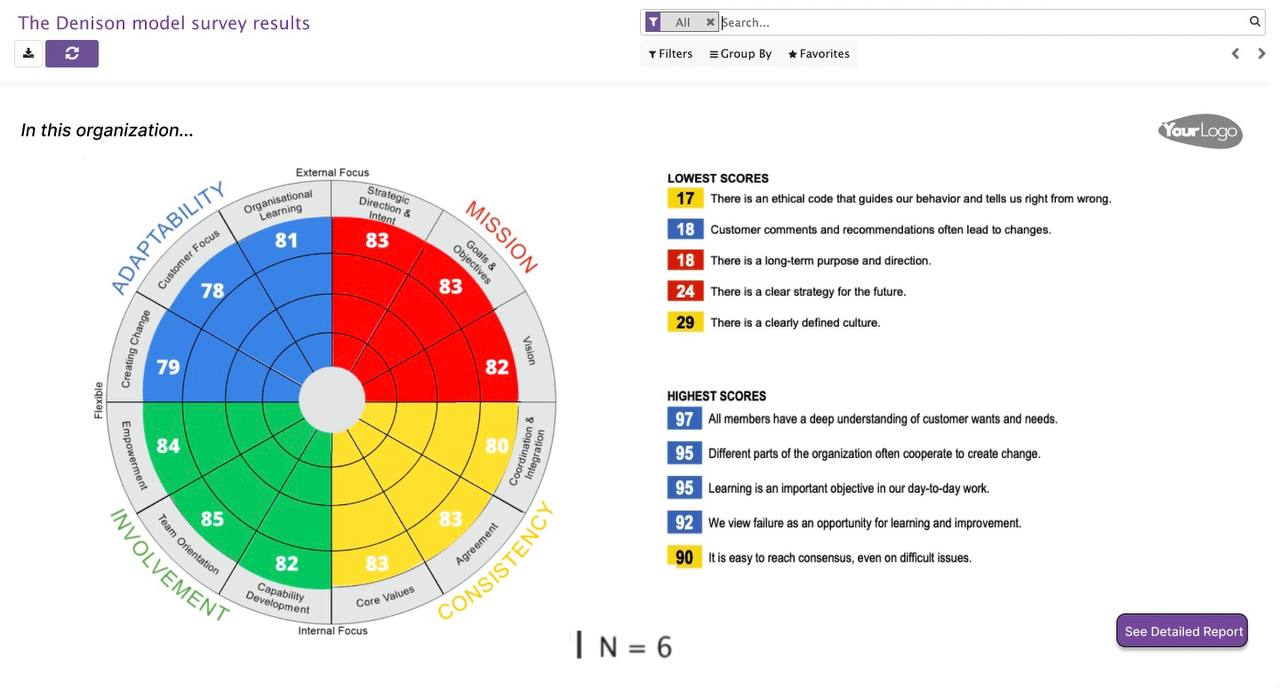 The Denison model survey results
All
Search...
Filters
Group By
Favorites
In this organization...
YourLogo
External Focus
ADAPTABILITY
Organisational
Learning
Strategic
Direction &
Intent
MISSION
Customer Focus
Goals &
Objectives
Creating Change
Vision
81
83
78
83
79
82
Flexible
84
80
85
83
82
83
Empowerment
Coordination &
Integration
Team Orientation
Agreement
Capability
Development
Core Values
INVOLVEMENT
CONSISTENCY
Internal Focus
LOWEST SCORES
17 There is an ethical code that guides our behavior and tells us right from wrong.
18 Customer comments and recommendations often lead to changes.
18 There is a long-term purpose and direction.
24 There is a clear strategy for the future.
29 There is a clearly defined culture.
HIGHEST SCORES
97 All members have a deep understanding of customer wants and needs.
95 Different parts of the organization often cooperate to create change.
95 Learning is an important objective in our day-to-day work.
92 We view failure as an opportunity for learning and improvement.
90 It is easy to reach consensus, even on difficult issues.
N = 6
See Detailed Report